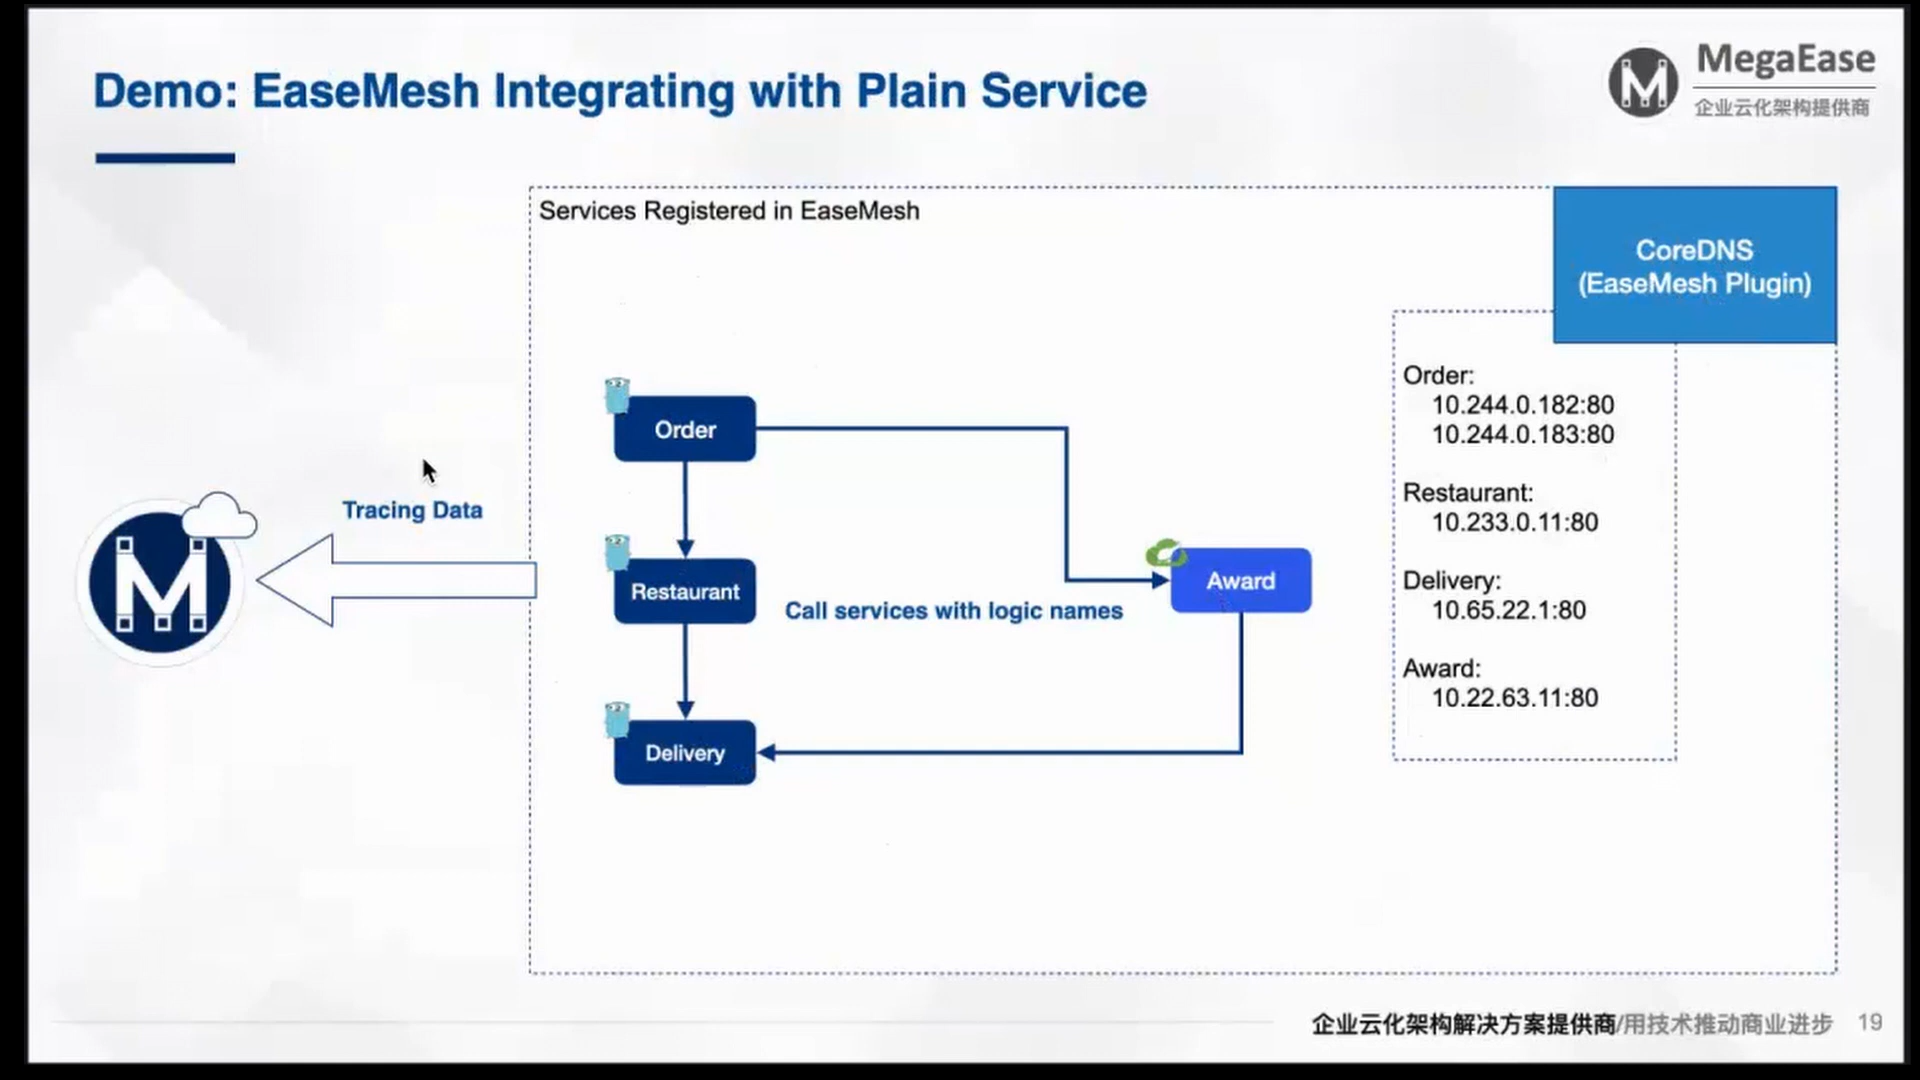 Demo: EaseMesh Integrating with Plain Service
MegaEase
企业云化架构提供商
Services Registered in EaseMesh
CoreDNS
(EaseMesh Plugin)
Order:
10.244.0.182:80
10.244.0.183:80
Restaurant:
10.233.0.11:80
Delivery:
10.65.22.1:80
Award:
10.22.63.11:80
Order
Restaurant
Delivery
Award
Call services with logic names
Tracing Data
企业云化架构解决方案提供商/用技术推动商业进步 19